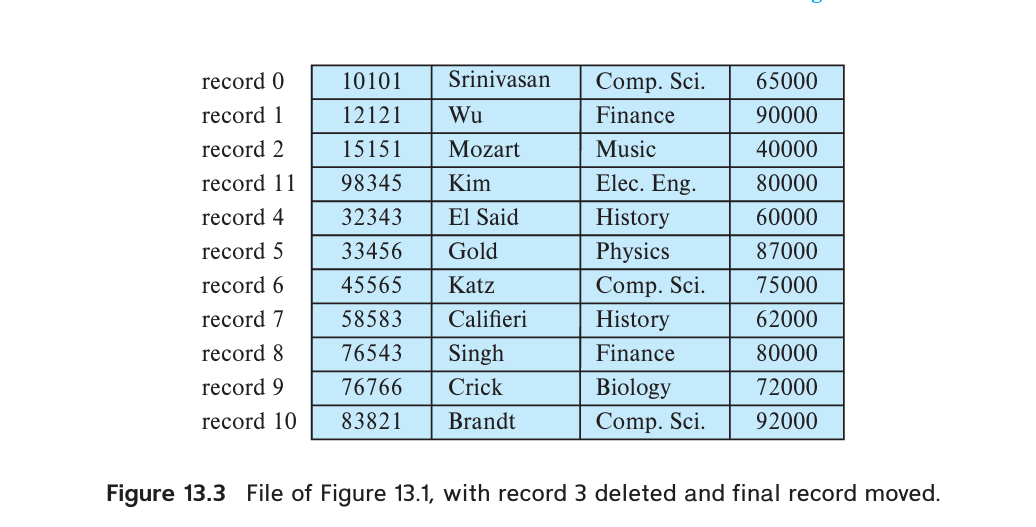 record 0 10101 Srinivasan Comp. Sci. 65000
record 1 12121 Wu Finance 90000
record 2 15151 Mozart Music 40000
record 11 98345 Kim Elec. Eng. 80000
record 4 32343 El Said History 60000
record 5 33456 Gold Physics 87000
record 6 45565 Katz Comp. Sci. 75000
record 7 58583 Califieri History 62000
record 8 76543 Singh Finance 80000
record 9 76766 Crick Biology 72000
record 10 83821 Brandt Comp. Sci. 92000
Figure 13.3 File of Figure 13.1, with record 3 deleted and final record moved.